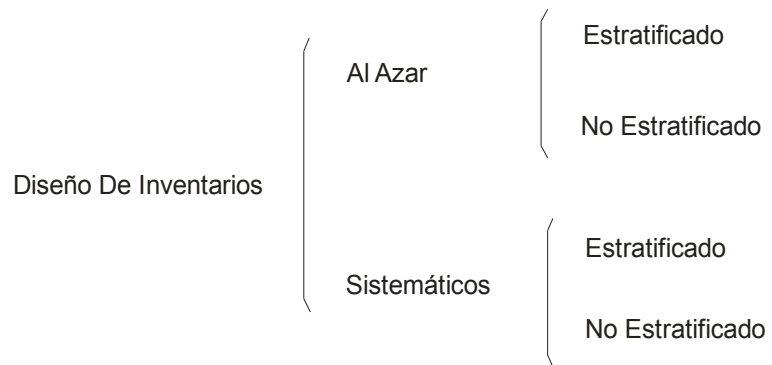 Estratificado
Al Azar
No Estratificado
Diseño De Inventarios
Estratificado
Sistemáticos
No Estratificado